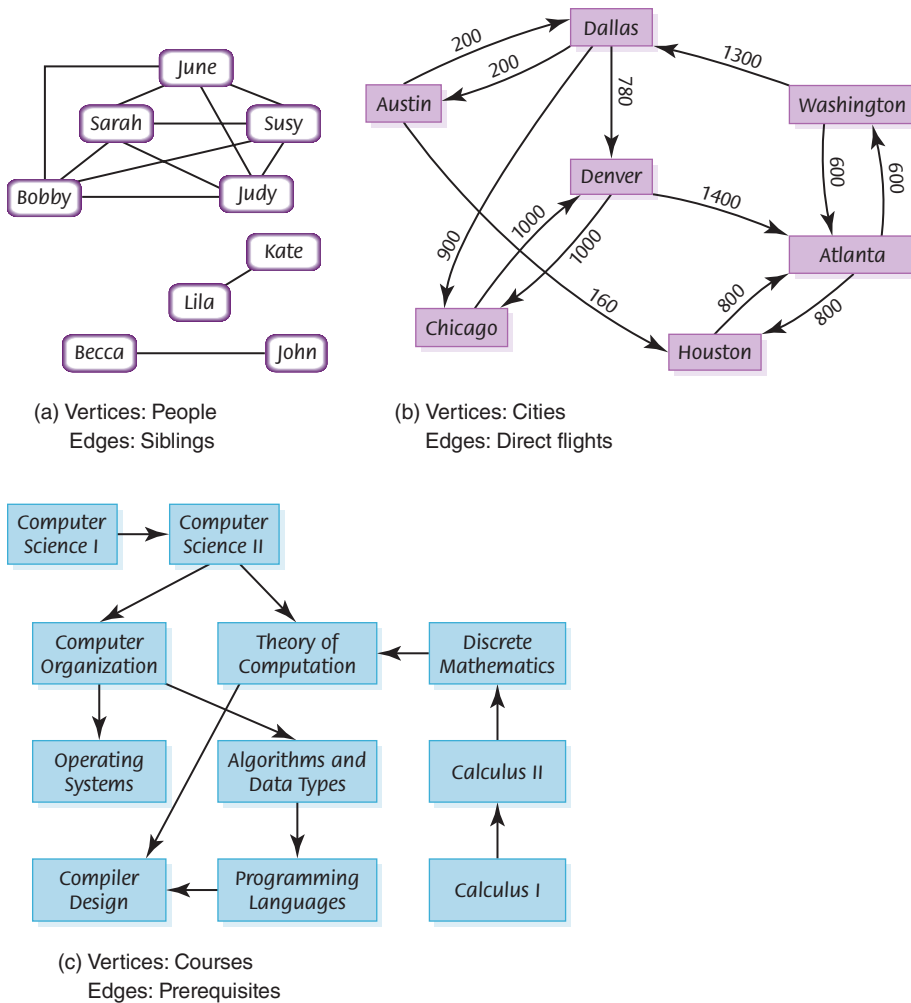 June
Sarah
Susy
Bobby
Judy
Kate
Lila
Becca
John
(a) Vertices: People
Edges: Siblings
Dallas
200
200
Austin
780
1300
Washington
Denver
600
600
1400
900
1000
1000
Atlanta
160
800
800
Chicago
Houston
(b) Vertices: Cities
Edges: Direct flights
Computer
Science I
Computer
Science II
Computer
Organization
Theory of
Computation
Discrete
Mathematics
Operating
Systems
Algorithms and
Data Types
Calculus II
Compiler
Design
Programming
Languages
Calculus I
(c) Vertices: Courses
Edges: Prerequisites